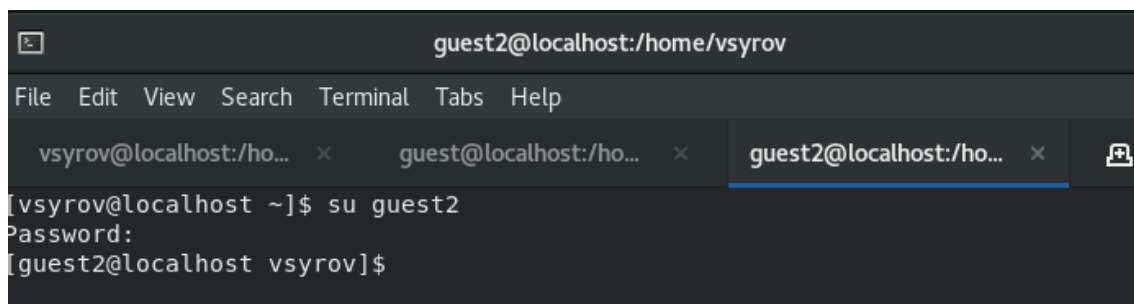 guest2@localhost:/home/vsyrov
File Edit View Search Terminal Tabs Help
vsyrov@localhost:/ho... × guest@localhost:/ho... × guest2@localhost:/ho... ×
[vsyrov@localhost ~]$ su guest2
Password:
[guest2@localhost vsyrov]$